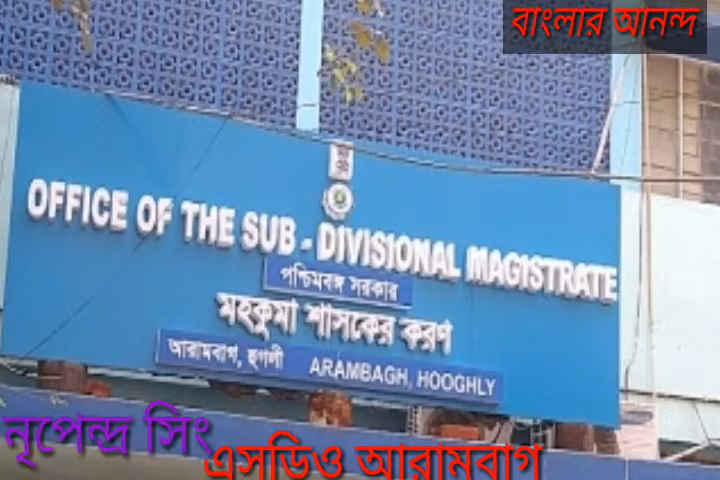 বাংলার আনন্দ
OFFICE OF THE SUB - DIVISIONAL MAGISTRATE
পশ্চিমবঙ্গ সরকার
মহকুমা শাসকের করণ
আরামবাগ, হুগলী ARAMBAGH, HOOGHLY
নৃপেন্দ্র সিং
এসডিও আরামবাগ